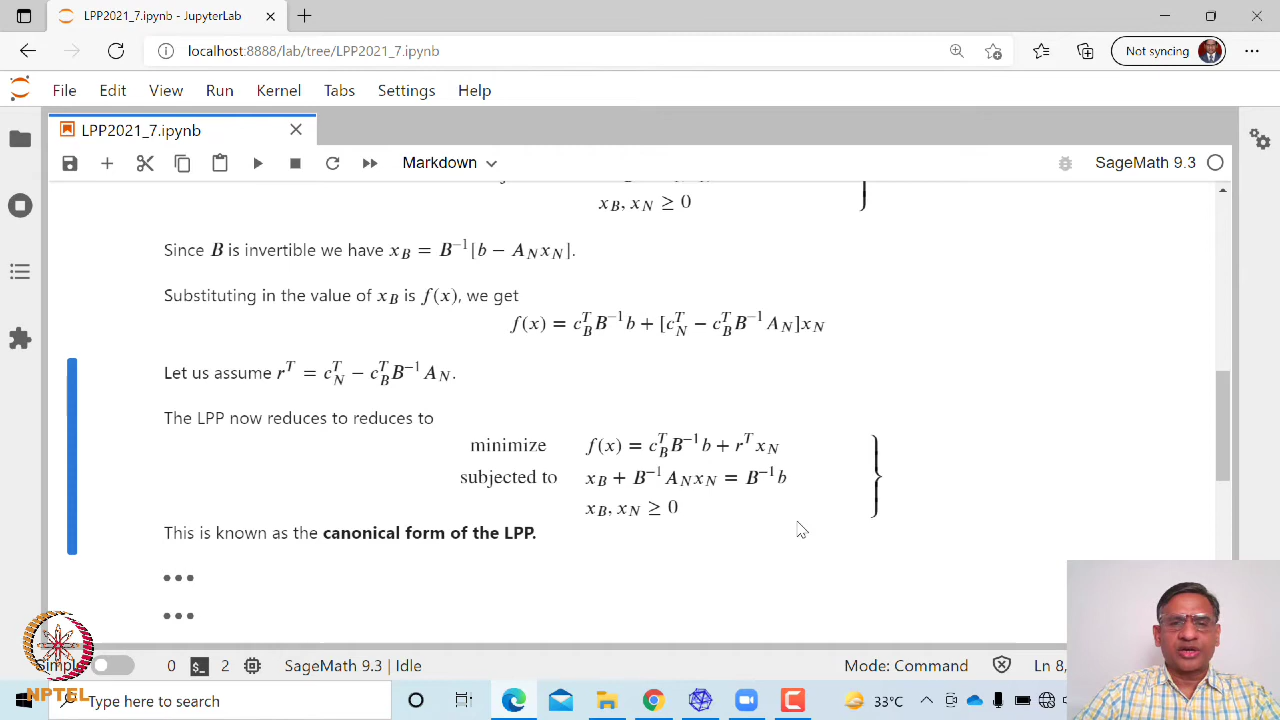 LPP2021_7.ipynb - JupyterLab
localhost:8888/lab/tree/LPP2021_7.ipynb
Not syncing
File Edit View Run Kernel Tabs Settings Help
LPP2021_7.ipynb
Markdown
SageMath 9.3
x_B, x_N ≥ 0
Since B is invertible we have x_B = B^{-1}[b − A_N x_N].
Substituting in the value of x_B is f(x), we get
f(x) = c_B^T B^{-1} b + [c_N^T − c_B^T B^{-1} A_N] x_N
Let us assume r^T = c_N^T − c_B^T B^{-1} A_N.
The LPP now reduces to reduces to
minimize f(x) = c_B^T B^{-1} b + r^T x_N
subjected to x_B + B^{-1} A_N x_N = B^{-1} b
x_B, x_N ≥ 0
This is known as the canonical form of the LPP.
•••
•••
Simple 0 2 SageMath 9.3 | Idle Mode: Command Ln 8,
NPTEL
Type here to search
33°C
ENG